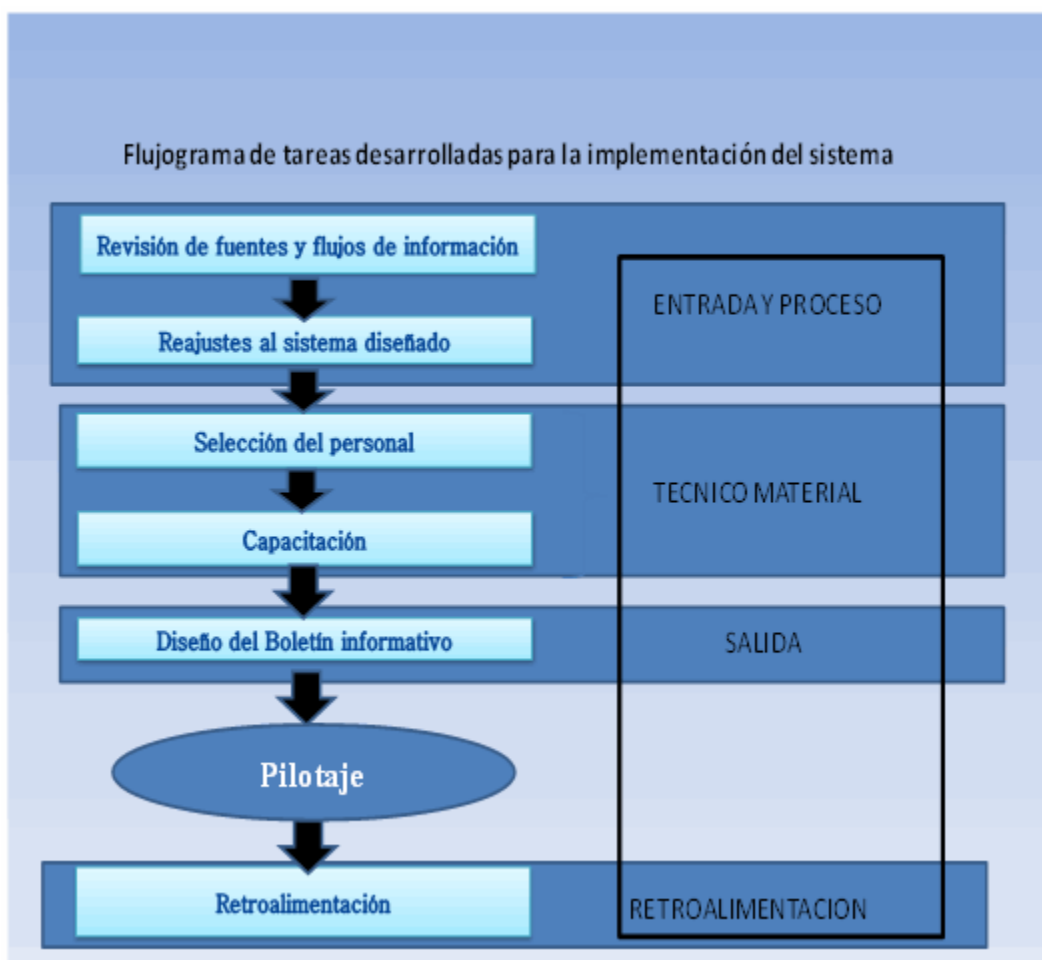 Flujograma de tareas desarrolladas para la implementación del sistema
Revisión de fuentes y flujos de información
ENTRADA Y PROCESO
Reajustes al sistema diseñado
Selección del personal
TECNICO MATERIAL
Capacitación
Diseño del Boletín informativo
SALIDA
Pilotaje
Retroalimentación
RETROALIMENTACION